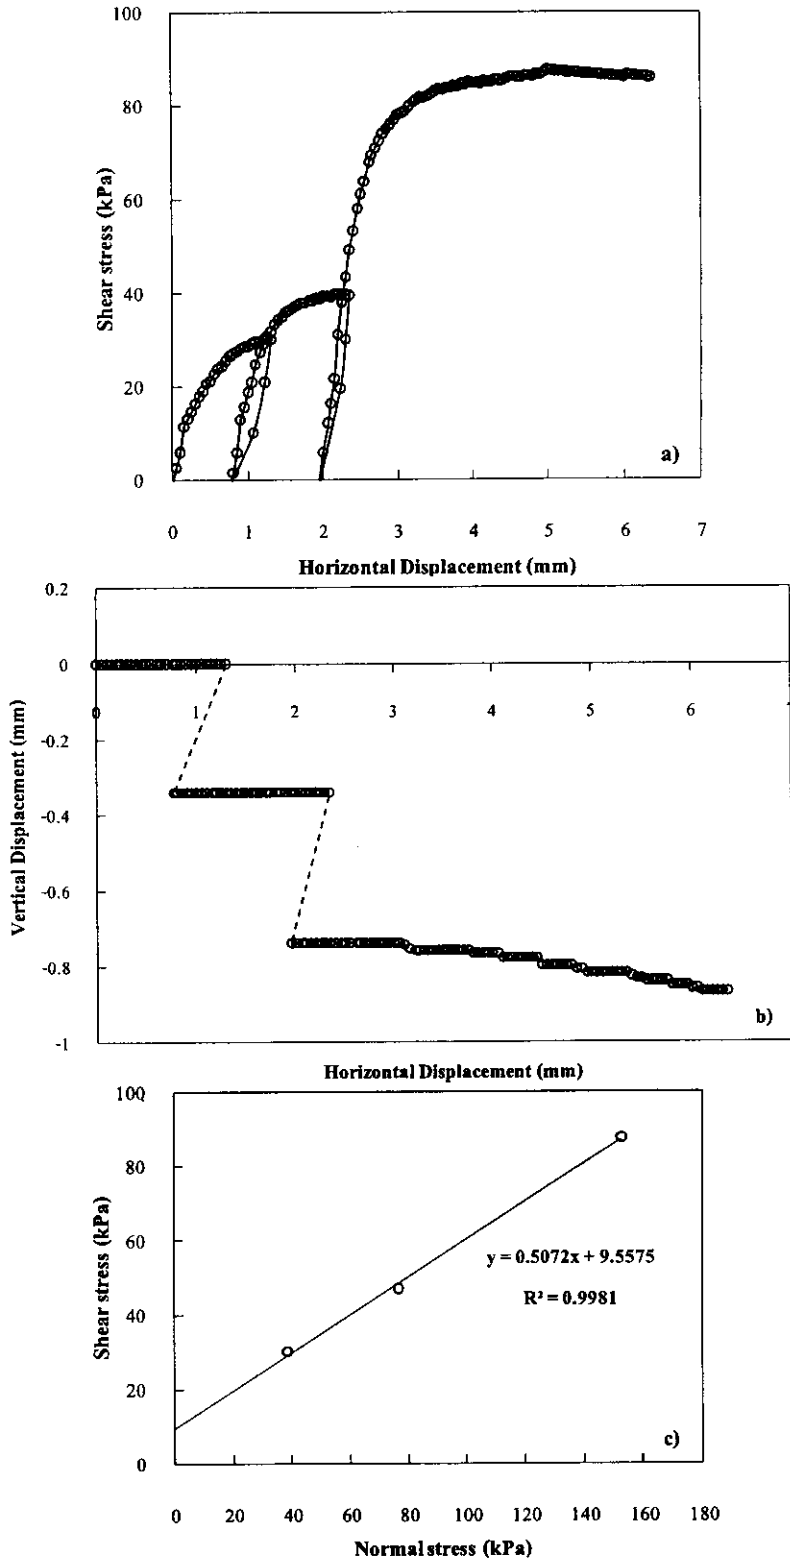 100
80
60
40
20
0
Shear stress (kPa)
a)
0 1 2 3 4 5 6 7
Horizontal Displacement (mm)
0.2
0
-0.2
-0.4
-0.6
-0.8
-1
Vertical Displacement (mm)
0 1 2 3 4 5 6
b)
Horizontal Displacement (mm)
100
80
60
40
20
0
Shear stress (kPa)
y = 0.5072x + 9.5575
R² = 0.9981
c)
0 20 40 60 80 100 120 140 160 180
Normal stress (kPa)